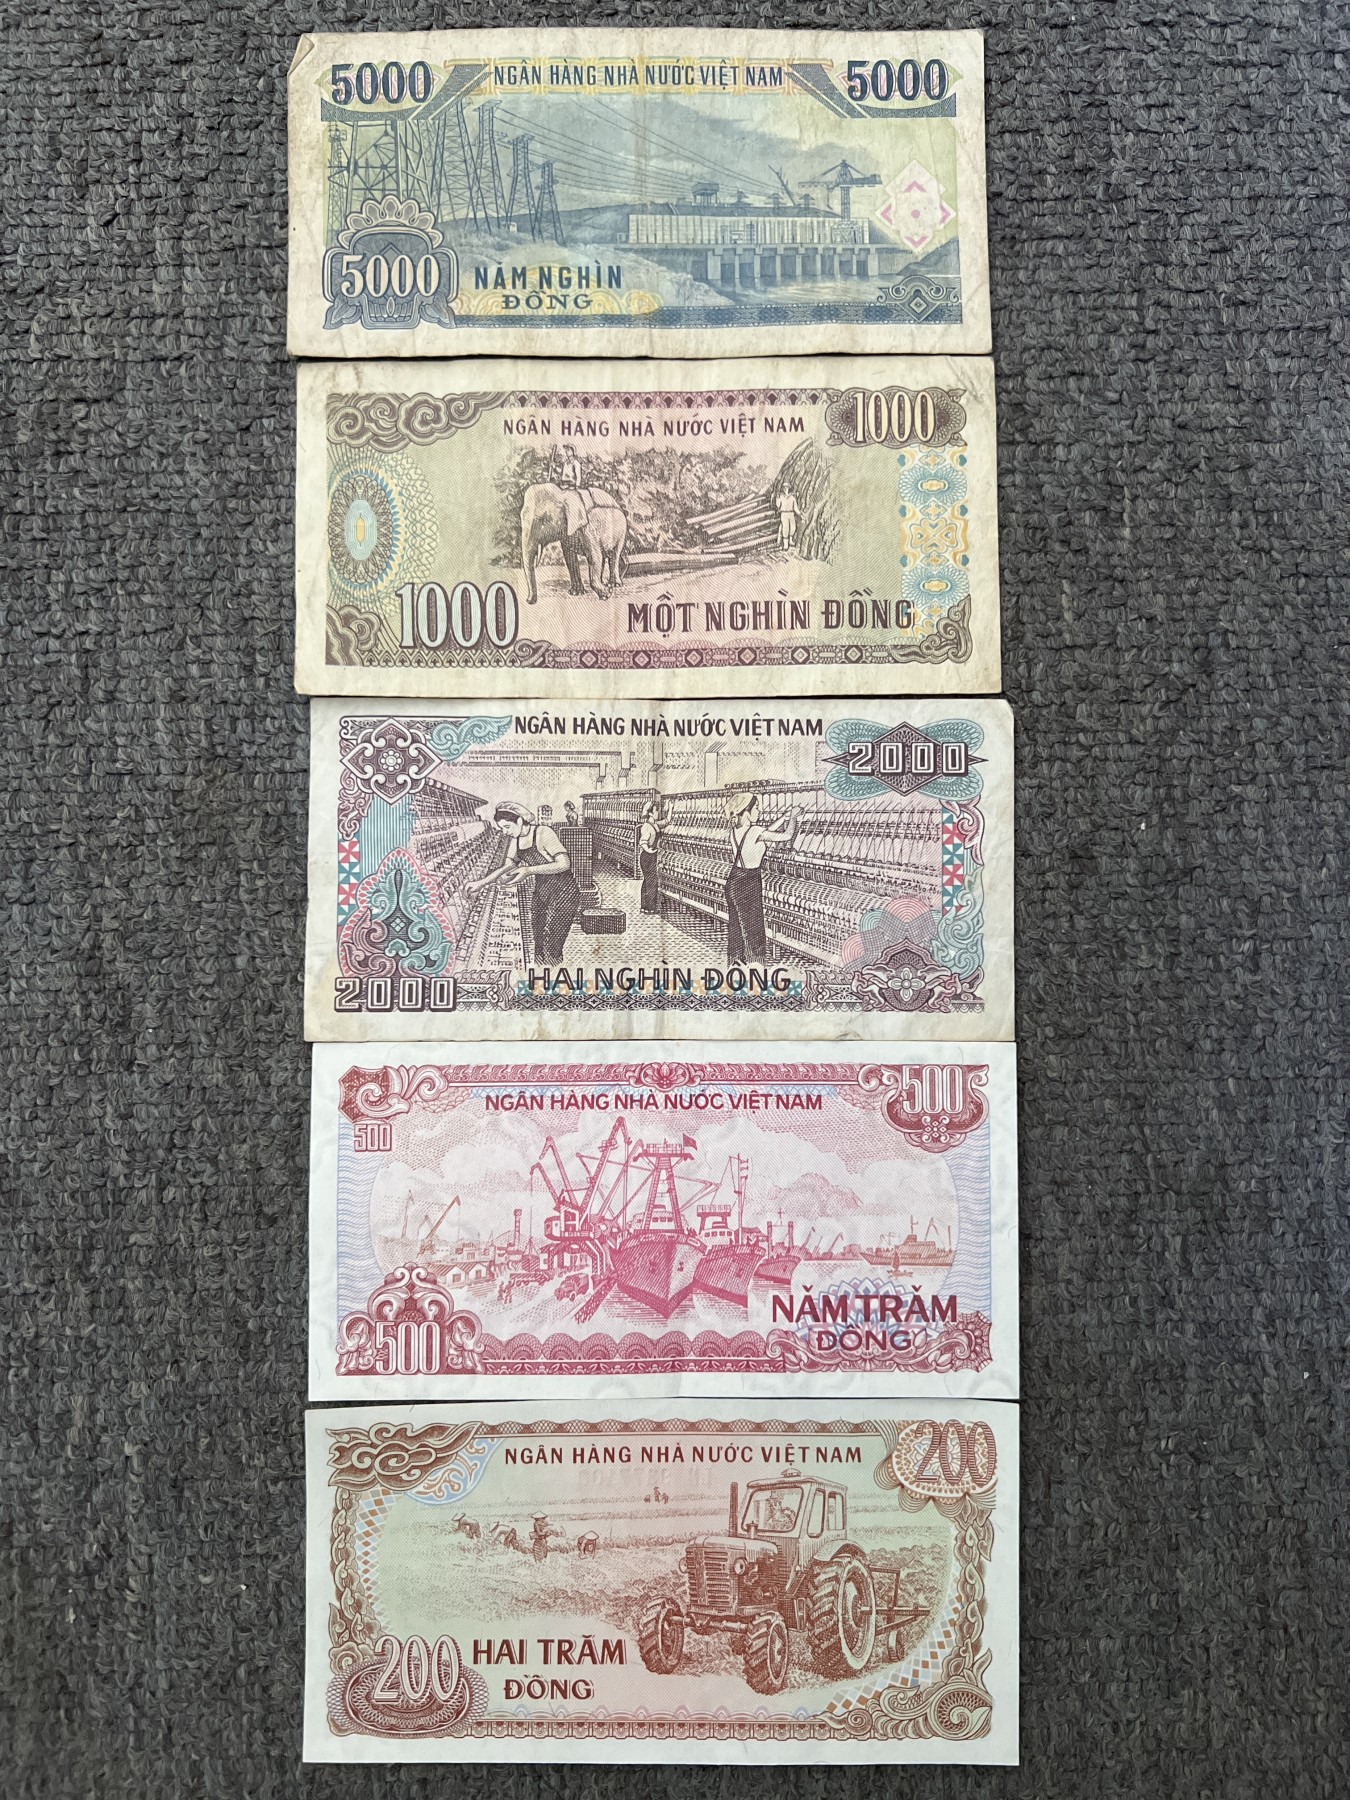 5000 NGÂN HÀNG NHÀ NƯỚC VIỆT NAM 5000
5000 NĂM NGHÌN
ĐỒNG
1000
NGÂN HÀNG NHÀ NƯỚC VIỆT NAM
1000 MỘT NGHÌN ĐỒNG
NGÂN HÀNG NHÀ NƯỚC VIỆT NAM
2000
HAI NGHÌN ĐỒNG
2000
500
NGÂN HÀNG NHÀ NƯỚC VIỆT NAM
500
NĂM TRĂM
500 ĐỒNG
200
NGÂN HÀNG NHÀ NƯỚC VIỆT NAM
200 HAI TRĂM
ĐỒNG